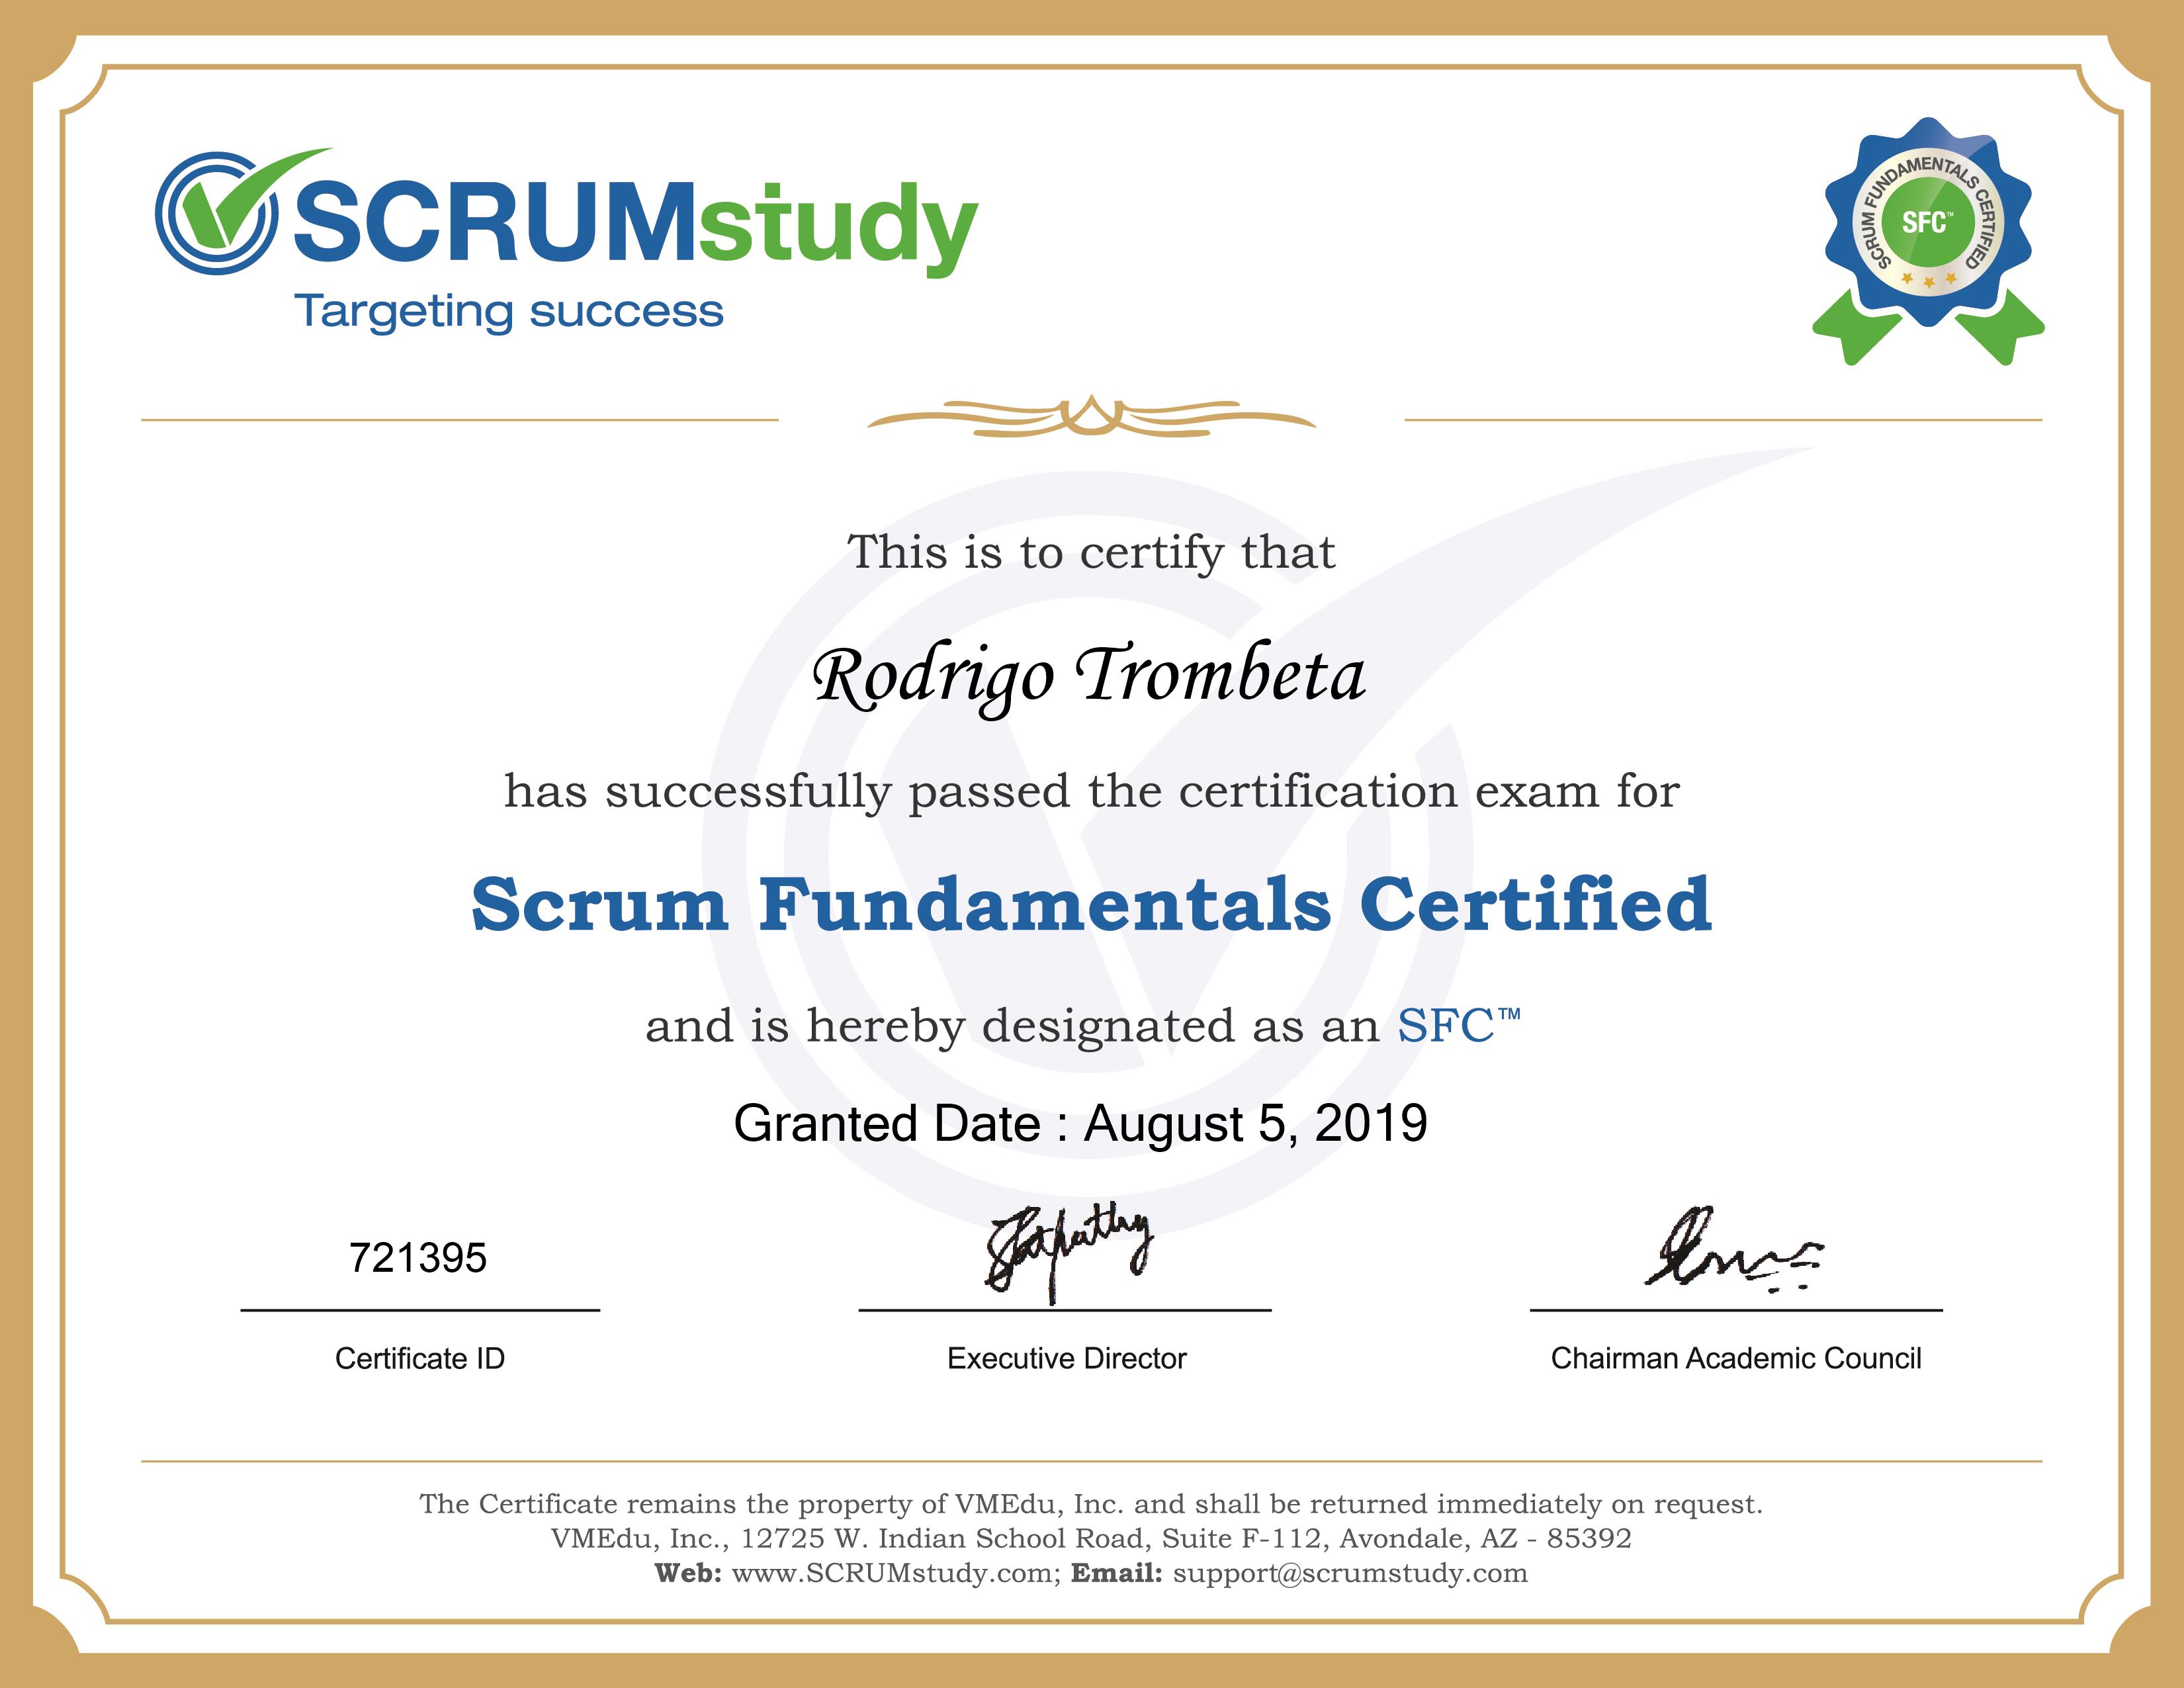 SCRUMstudy
Targeting success
SCRUM FUNDAMENTALS CERTIFIED
SFC™
This is to certify that
Rodrigo Trombeta
has successfully passed the certification exam for
Scrum Fundamentals Certified
and is hereby designated as an SFC™
Granted Date : August 5, 2019
721395
Certificate ID
Executive Director
Chairman Academic Council
The Certificate remains the property of VMEdu, Inc. and shall be returned immediately on request.
VMEdu, Inc., 12725 W. Indian School Road, Suite F-112, Avondale, AZ - 85392
Web: www.SCRUMstudy.com; Email: support@scrumstudy.com